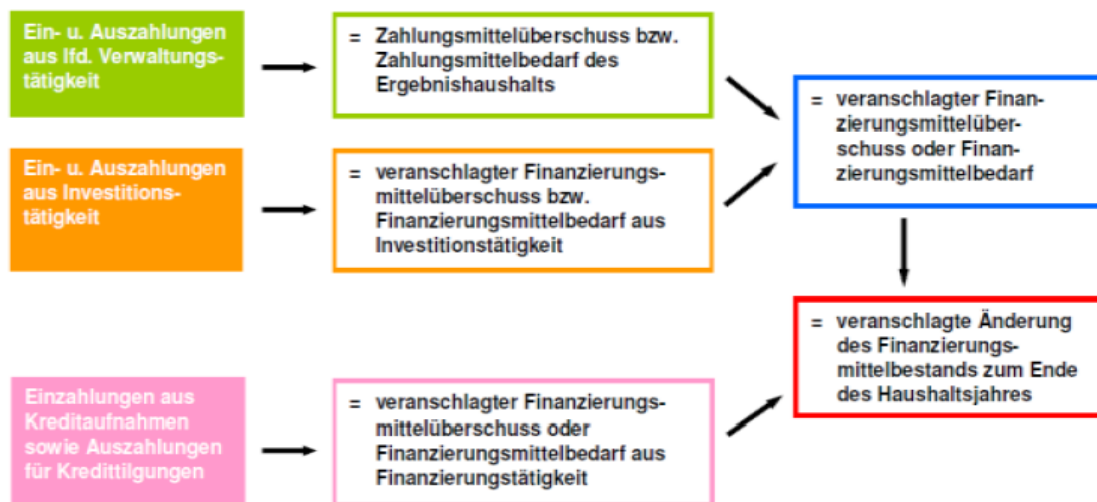 Ein- u. Auszahlungen
aus lfd. Verwaltungs-
tätigkeit
= Zahlungsmittelüberschuss bzw.
Zahlungsmittelbedarf des
Ergebnishaushalts
= veranschlagter Finan-
zierungsmittelüber-
schuss oder Finan-
zierungsmittelbedarf
Ein- u. Auszahlungen
aus Investitions-
tätigkeit
= veranschlagter Finanzierungs-
mittelüberschuss bzw.
Finanzierungsmittelbedarf aus
Investitionstätigkeit
= veranschlagte Änderung
des Finanzierungs-
mittelbestands zum Ende
des Haushaltsjahres
Einzahlungen aus
Kreditaufnahmen
sowie Auszahlungen
für Kredittilgungen
= veranschlagter Finanzierungs-
mittelüberschuss oder
Finanzierungsmittelbedarf aus
Finanzierungstätigkeit